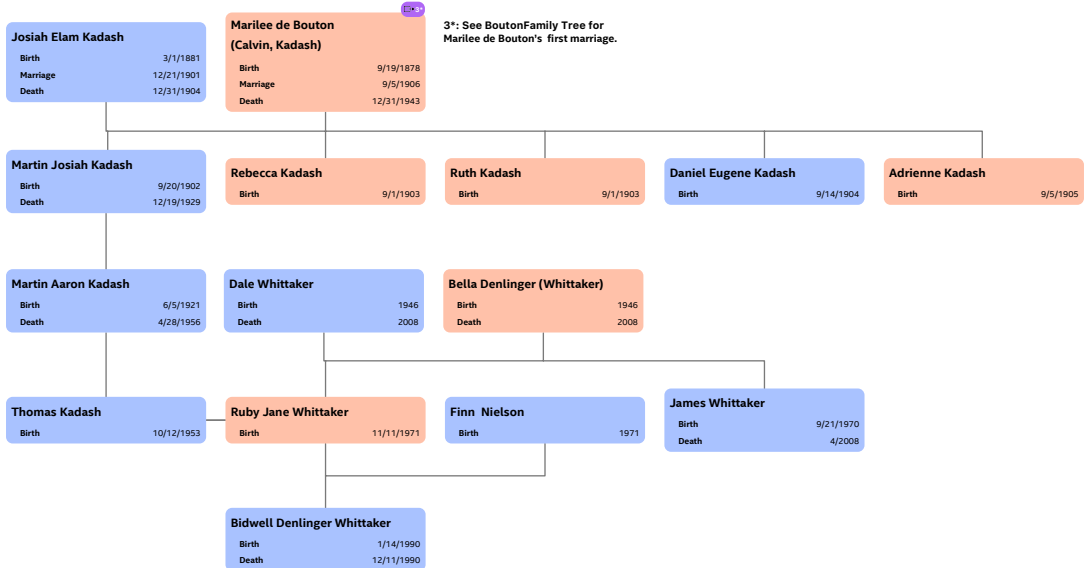 3*
Josiah Elam Kadash
Birth 3/1/1881
Marriage 12/21/1901
Death 12/31/1904
Marilee de Bouton
(Calvin, Kadash)
Birth 9/19/1878
Marriage 9/5/1906
Death 12/31/1943
3*: See BoutonFamily Tree for
Marilee de Bouton's first marriage.
Martin Josiah Kadash
Birth 9/20/1902
Death 12/19/1929
Rebecca Kadash
Birth 9/1/1903
Ruth Kadash
Birth 9/1/1903
Daniel Eugene Kadash
Birth 9/14/1904
Adrienne Kadash
Birth 9/5/1905
Martin Aaron Kadash
Birth 6/5/1921
Death 4/28/1956
Dale Whittaker
Birth 1946
Death 2008
Bella Denlinger (Whittaker)
Birth 1946
Death 2008
Thomas Kadash
Birth 10/12/1953
Ruby Jane Whittaker
Birth 11/11/1971
Finn Nielson
Birth 1971
James Whittaker
Birth 9/21/1970
Death 4/2008
Bidwell Denlinger Whittaker
Birth 1/14/1990
Death 12/11/1990